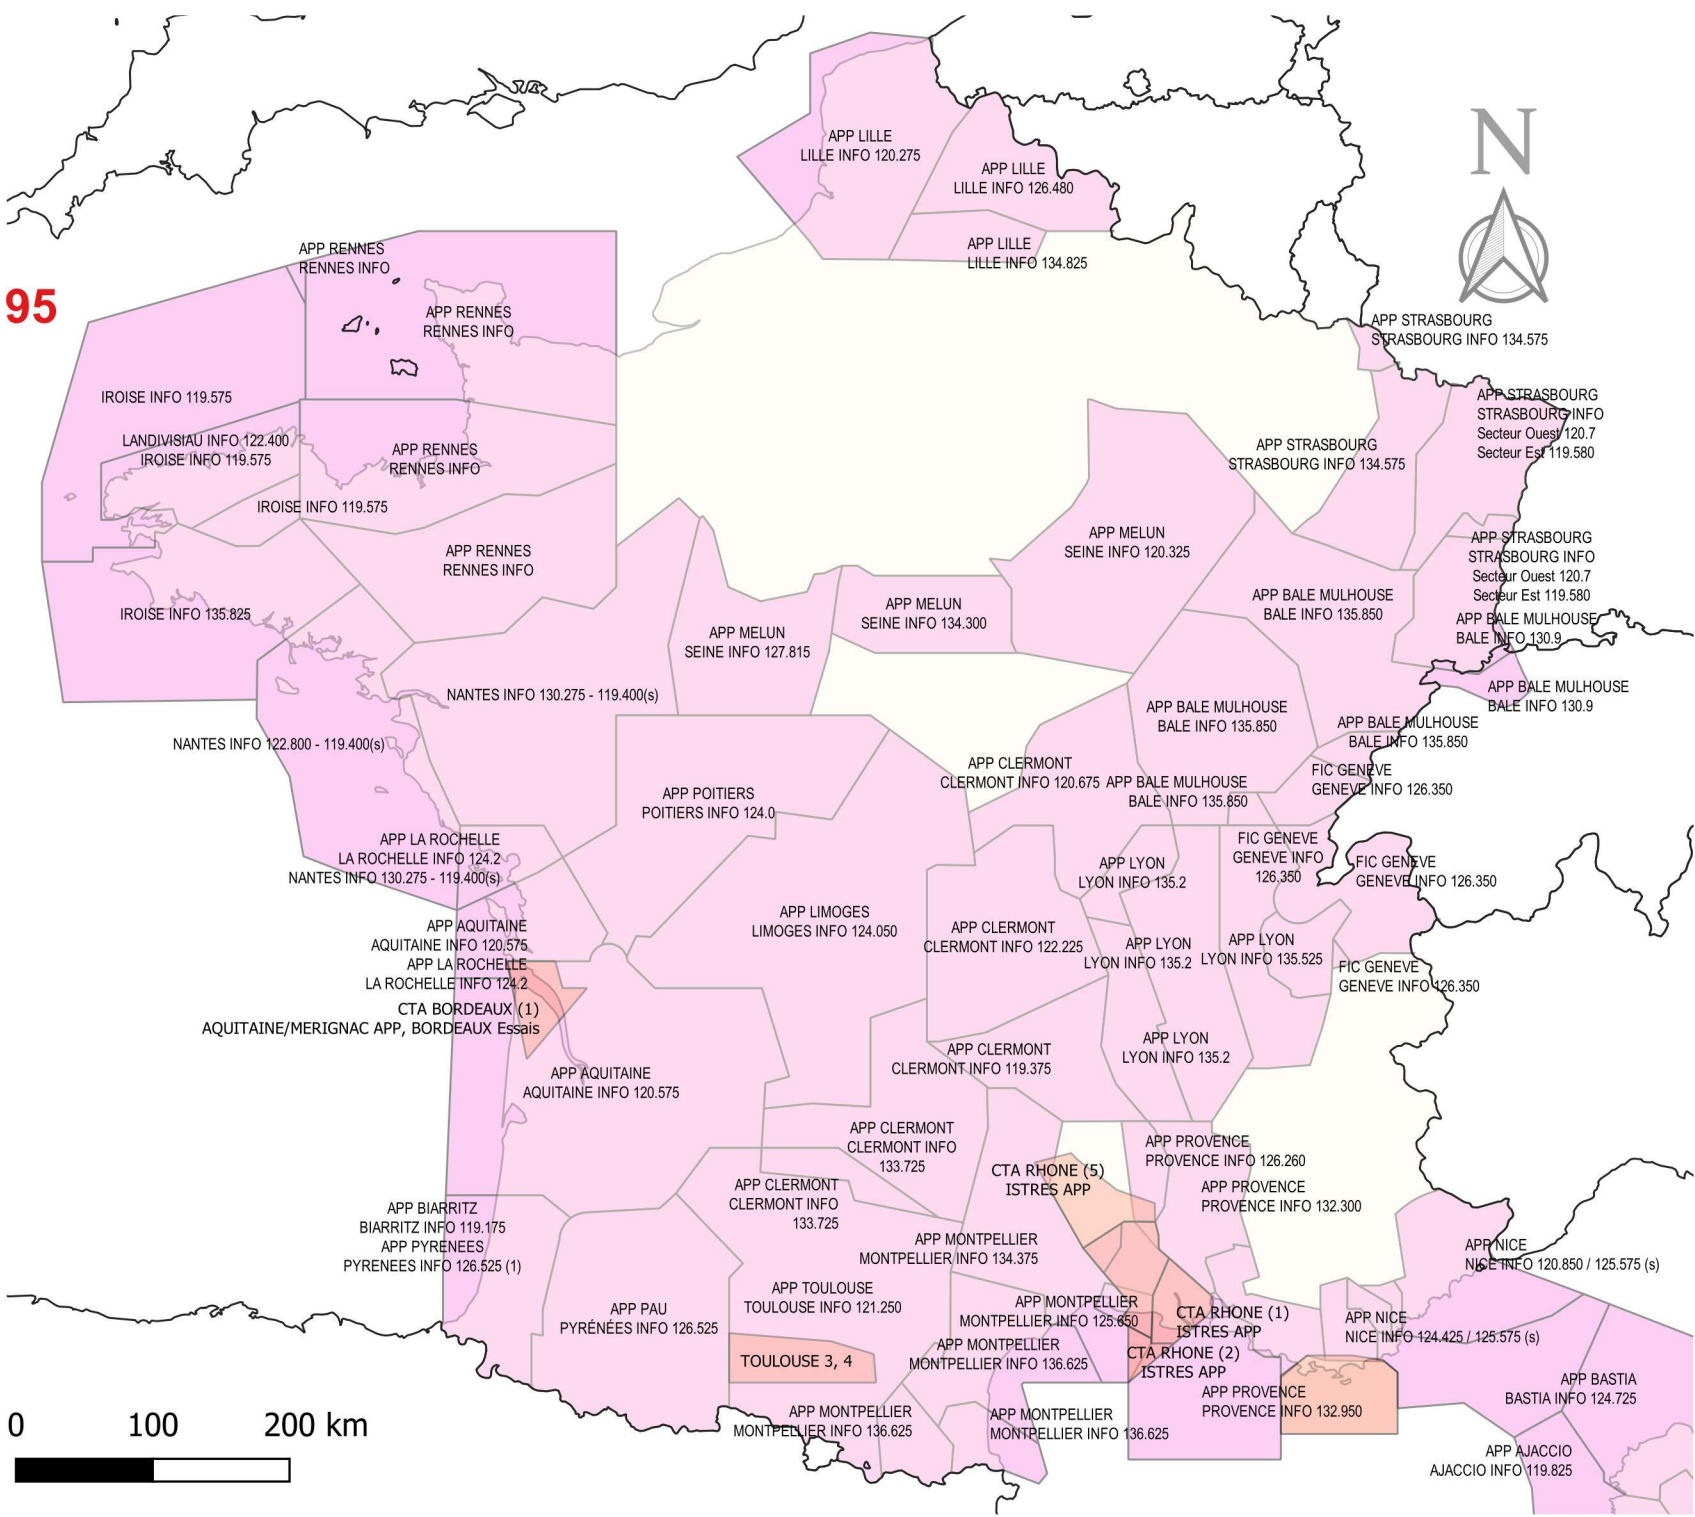 N
APP LILLE
LILLE INFO 120.275
APP LILLE
LILLE INFO 126.480
APP LILLE
LILLE INFO 134.825
APP RENNES
RENNES INFO
95
APP RENNES
RENNES INFO
APP STRASBOURG
STRASBOURG INFO 134.575
IROISE INFO 119.575
APP STRASBOURG
STRASBOURG INFO
Secteur Ouest 120.7
Secteur Est 119.580
LANDIVISIAU INFO 122.400
IROISE INFO 119.575
APP RENNES
RENNES INFO
APP STRASBOURG
STRASBOURG INFO 134.575
IROISE INFO 119.575
APP MELUN
SEINE INFO 120.325
APP STRASBOURG
STRASBOURG INFO
Secteur Ouest 120.7
Secteur Est 119.580
APP RENNES
RENNES INFO
IROISE INFO 135.825
APP MELUN
SEINE INFO 134.300
APP BALE MULHOUSE
BALE INFO 135.850
APP BALE MULHOUSE
BALE INFO 130.9
APP MELUN
SEINE INFO 127.815
NANTES INFO 130.275 - 119.400(s)
APP BALE MULHOUSE
BALE INFO 130.9
APP BALE MULHOUSE
BALE INFO 135.850
APP BALE MULHOUSE
BALE INFO 135.850
NANTES INFO 122.800 - 119.400(s)
APP CLERMONT
CLERMONT INFO 120.675
FIC GENEVE
GENEVE INFO 126.350
APP BALE MULHOUSE
BALE INFO 135.850
APP POITIERS
POITIERS INFO 124.0
APP LA ROCHELLE
LA ROCHELLE INFO 124.2
NANTES INFO 130.275 - 119.400(s)
FIC GENEVE
GENEVE INFO
126.350
APP LYON
LYON INFO 135.2
FIC GENEVE
GENEVE INFO 126.350
APP LIMOGES
LIMOGES INFO 124.050
APP CLERMONT
CLERMONT INFO 122.225
APP LYON
LYON INFO 135.2
APP LYON
LYON INFO 135.525
APP AQUITAINE
AQUITAINE INFO 120.575
APP LA ROCHELLE
LA ROCHELLE INFO 124.2
FIC GENEVE
GENEVE INFO 126.350
CTA BORDEAUX (1)
AQUITAINE/MERIGNAC APP, BORDEAUX Essais
APP LYON
LYON INFO 135.2
APP CLERMONT
CLERMONT INFO 119.375
APP AQUITAINE
AQUITAINE INFO 120.575
APP CLERMONT
CLERMONT INFO
133.725
APP PROVENCE
PROVENCE INFO 126.260
CTA RHONE (5)
ISTRES APP
APP CLERMONT
CLERMONT INFO
133.725
APP PROVENCE
PROVENCE INFO 132.300
APP BIARRITZ
BIARRITZ INFO 119.175
APP PYRENEES
PYRENEES INFO 126.525 (1)
APP MONTPELLIER
MONTPELLIER INFO 134.375
APP NICE
NICE INFO 120.850 / 125.575 (s)
APP TOULOUSE
TOULOUSE INFO 121.250
APP PAU
PYRÉNÉES INFO 126.525
APP MONTPELLIER
MONTPELLIER INFO 125.650
CTA RHONE (1)
ISTRES APP
APP NICE
NICE INFO 124.425 / 125.575 (s)
APP MONTPELLIER
MONTPELLIER INFO 136.625
CTA RHONE (2)
ISTRES APP
TOULOUSE 3, 4
APP BASTIA
BASTIA INFO 124.725
APP PROVENCE
PROVENCE INFO 132.950
APP MONTPELLIER
MONTPELLIER INFO 136.625
APP MONTPELLIER
MONTPELLIER INFO 136.625
APP AJACCIO
AJACCIO INFO 119.825
0 100 200 km